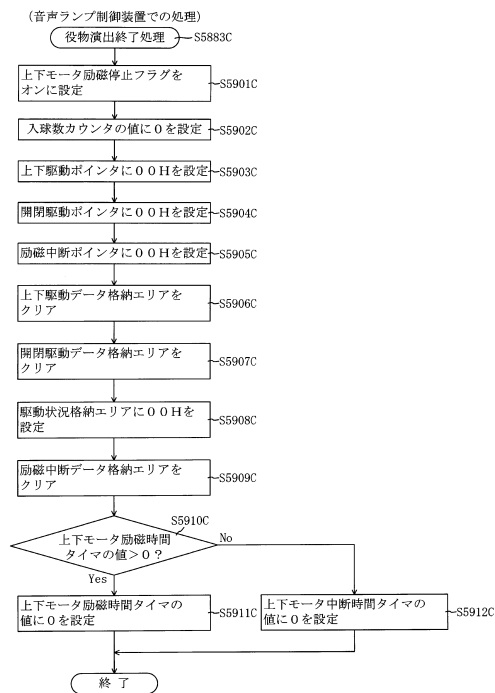 (音声ランプ制御装置での処理)
役物演出終了処理
S5883C
上下モータ励磁停止フラグを
オンに設定
S5901C
入球数カウンタの値に0を設定
S5902C
上下駆動ポインタに00Hを設定
S5903C
開閉駆動ポインタに00Hを設定
S5904C
励磁中断ポインタに00Hを設定
S5905C
上下駆動データ格納エリアを
クリア
S5906C
開閉駆動データ格納エリアを
クリア
S5907C
駆動状況格納エリアに00Hを
設定
S5908C
励磁中断データ格納エリアを
クリア
S5909C
S5910C
上下モータ励磁時間
タイマの値>0?
No
Yes
上下モータ励磁時間タイマの
値に0を設定
S5911C
上下モータ中断時間タイマの
値に0を設定
S5912C
終了